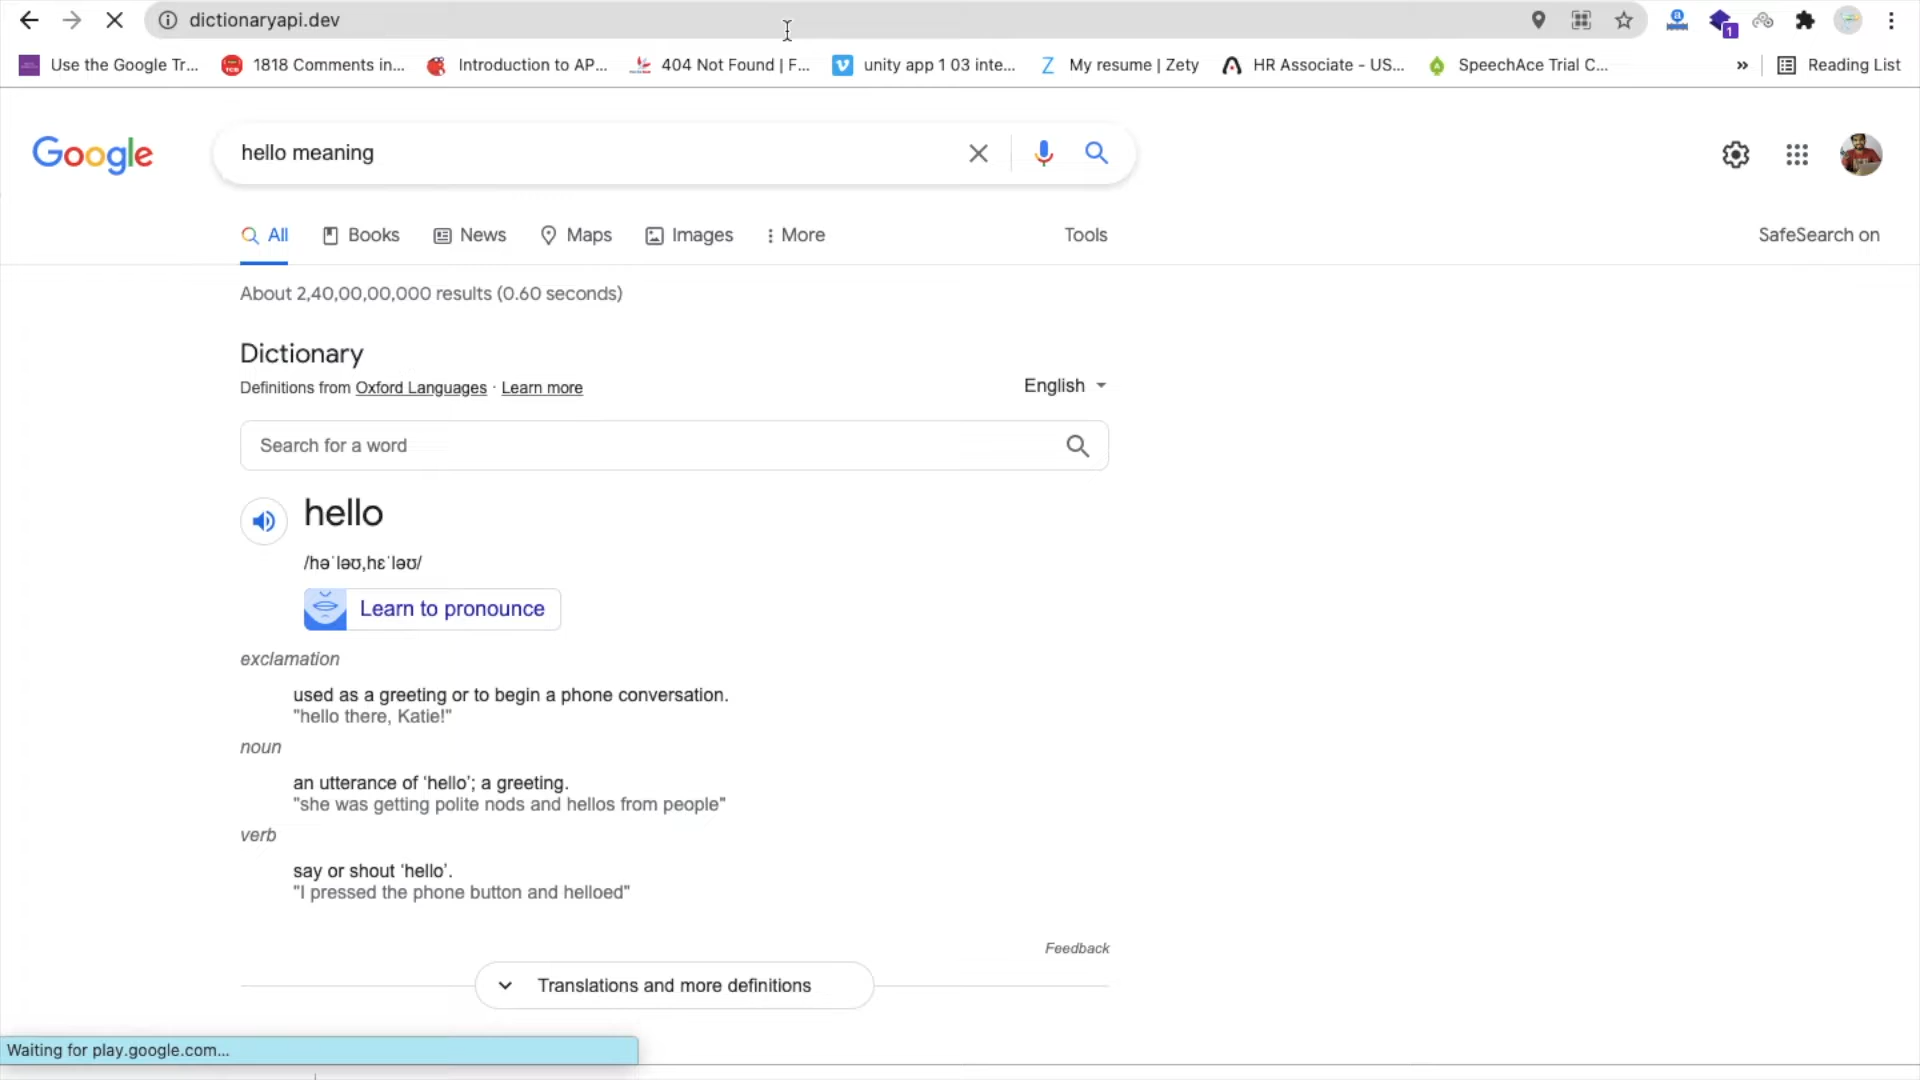 dictionaryapi.dev
1
Use the Google Tr... 1818 Comments in... Introduction to AP... 404 Not Found | F... unity app 1 03 inte... My resume | Zety HR Associate - US... SpeechAce Trial C... » Reading List
Google hello meaning
All Books News Maps Images More Tools SafeSearch on
About 2,40,00,00,000 results (0.60 seconds)
Dictionary
Definitions from Oxford Languages · Learn more
English
Search for a word
hello
/həˈləʊ,hɛˈləʊ/
Learn to pronounce
exclamation
used as a greeting or to begin a phone conversation.
"hello there, Katie!"
noun
an utterance of ‘hello’; a greeting.
"she was getting polite nods and hellos from people"
verb
say or shout ‘hello’.
"I pressed the phone button and helloed"
Feedback
Translations and more definitions
Waiting for play.google.com...